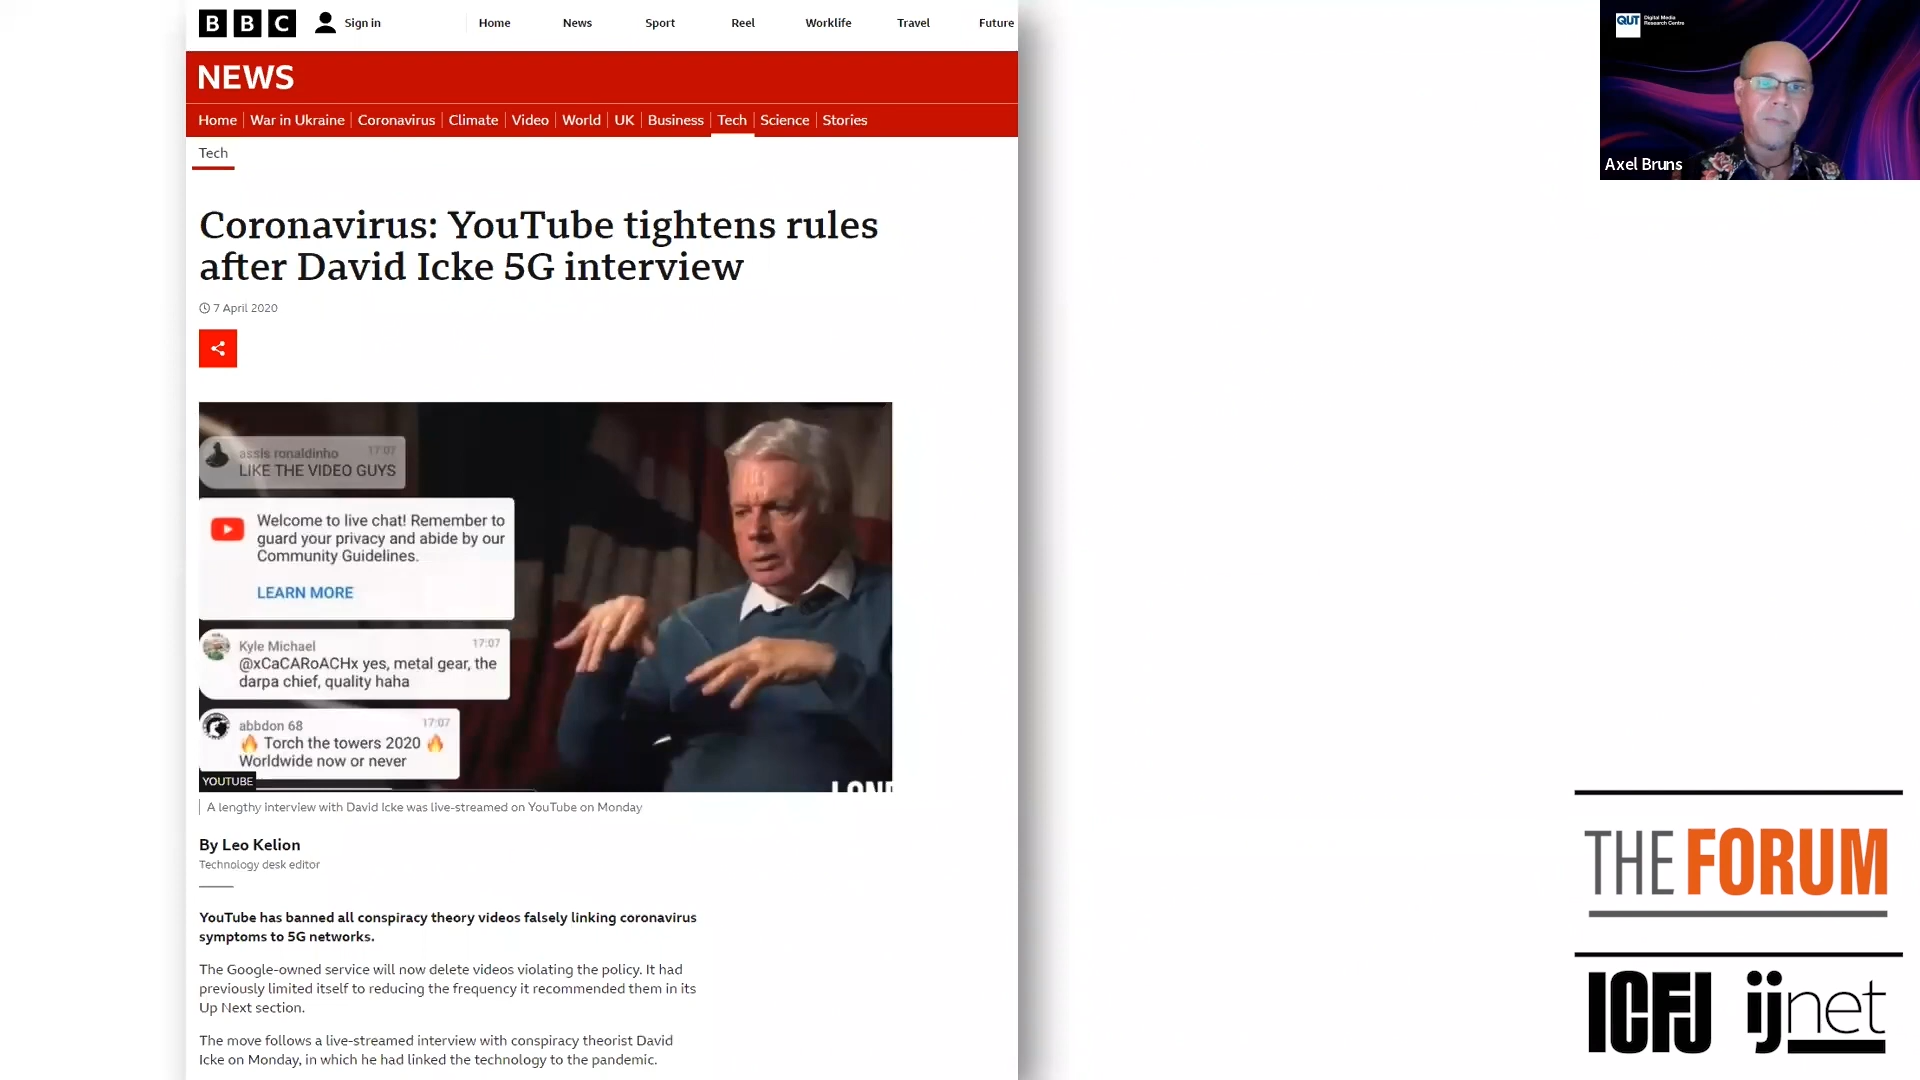 BBC
Sign in
Home
News
Sport
Reel
Worklife
Travel
Future
QUT Digital Media
Research Centre
Axel Bruns
NEWS
Home
War in Ukraine
Coronavirus
Climate
Video
World
UK
Business
Tech
Science
Stories
Tech
Coronavirus: YouTube tightens rules
after David Icke 5G interview
7 April 2020
assis ronaldinho 17:07
LIKE THE VIDEO GUYS
Welcome to live chat! Remember to
guard your privacy and abide by our
Community Guidelines.
LEARN MORE
Kyle Michael 17:07
@xCaCARoACHx yes, metal gear, the
darpa chief, quality haha
abbdon 68 17:07
🔥 Torch the towers 2020 🔥
Worldwide now or never
YOUTUBE
A lengthy interview with David Icke was live-streamed on YouTube on Monday
By Leo Kelion
Technology desk editor
YouTube has banned all conspiracy theory videos falsely linking coronavirus
symptoms to 5G networks.
The Google-owned service will now delete videos violating the policy. It had
previously limited itself to reducing the frequency it recommended them in its
Up Next section.
The move follows a live-streamed interview with conspiracy theorist David
Icke on Monday, in which he had linked the technology to the pandemic.
THE FORUM
ICFJ ijnet